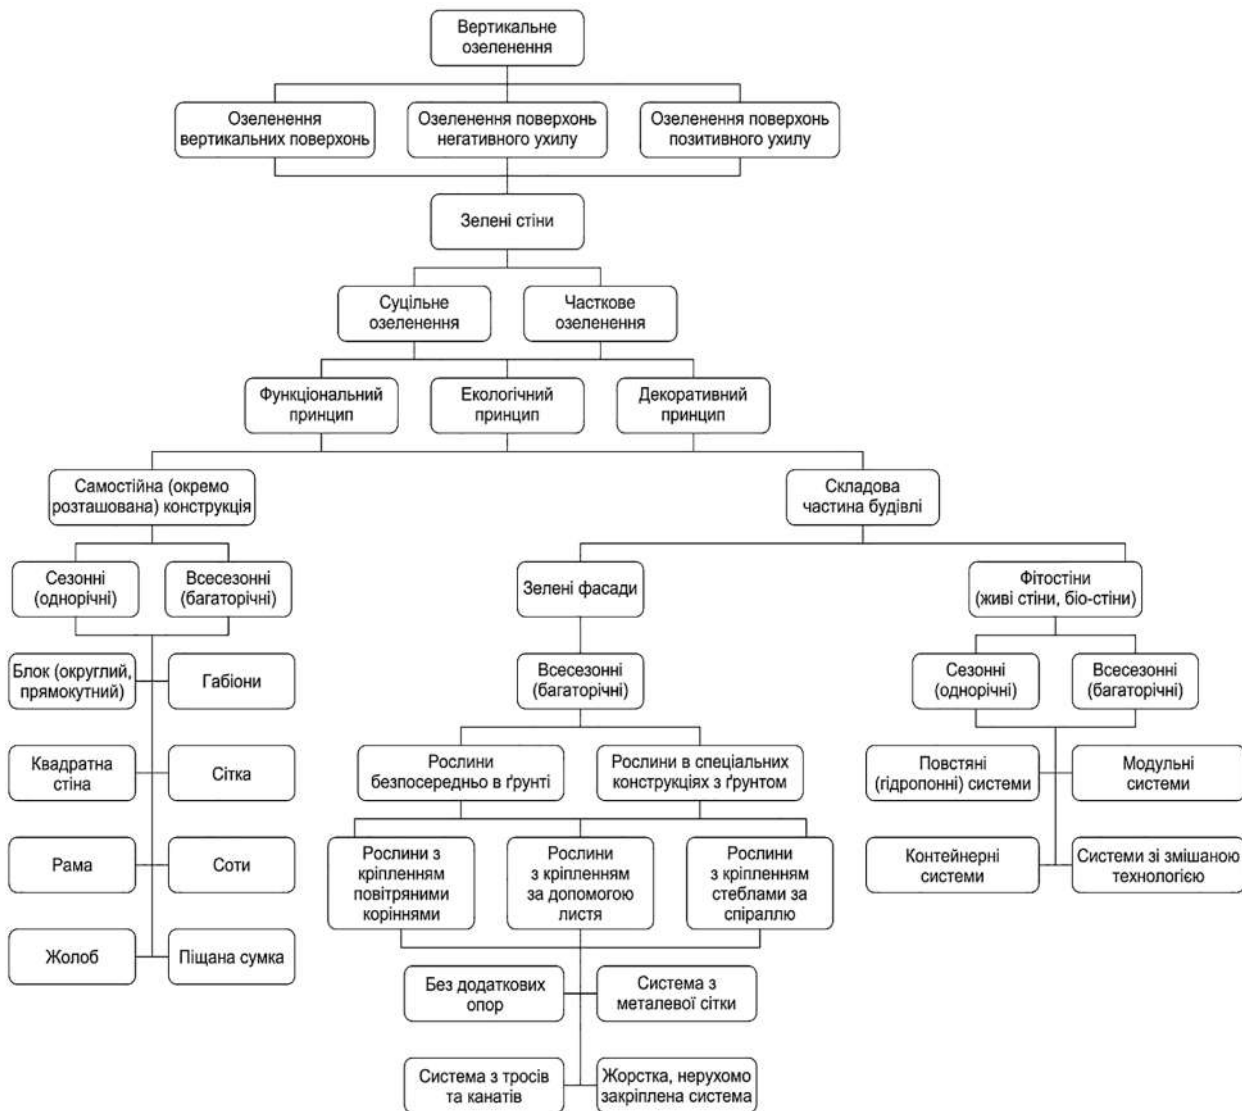 Вертикальне
озеленення
Озеленення
вертикальних поверхонь
Озеленення поверхонь
негативного ухилу
Озеленення поверхонь
позитивного ухилу
Зелені стіни
Суцільне
озеленення
Часткове
озеленення
Функціональний
принцип
Екологічний
принцип
Декоративний
принцип
Самостійна (окремо
розташована) конструкція
Складова
частина будівлі
Сезонні
(однорічні)
Всесезонні
(багаторічні)
Зелені фасади
Фітостіни
(живі стіни, біо-стіни)
Блок (округлий,
прямокутний)
Габіони
Всесезонні
(багаторічні)
Сезонні
(однорічні)
Всесезонні
(багаторічні)
Квадратна
стіна
Сітка
Рослини
безпосередньо в ґрунті
Рослини в спеціальних
конструкціях з ґрунтом
Повстяні
(гідропонні) системи
Модульні
системи
Рама
Соти
Рослини з
кріпленням
повітряними
коріннями
Рослини
з кріпленням
за допомогою
листя
Рослини
з кріпленням
стеблами за
спіраллю
Контейнерні
системи
Системи зі змішаною
технологією
Жолоб
Піщана сумка
Без додаткових
опор
Система з
металевої сітки
Система з тросів
та канатів
Жорстка, нерухомо
закріплена система